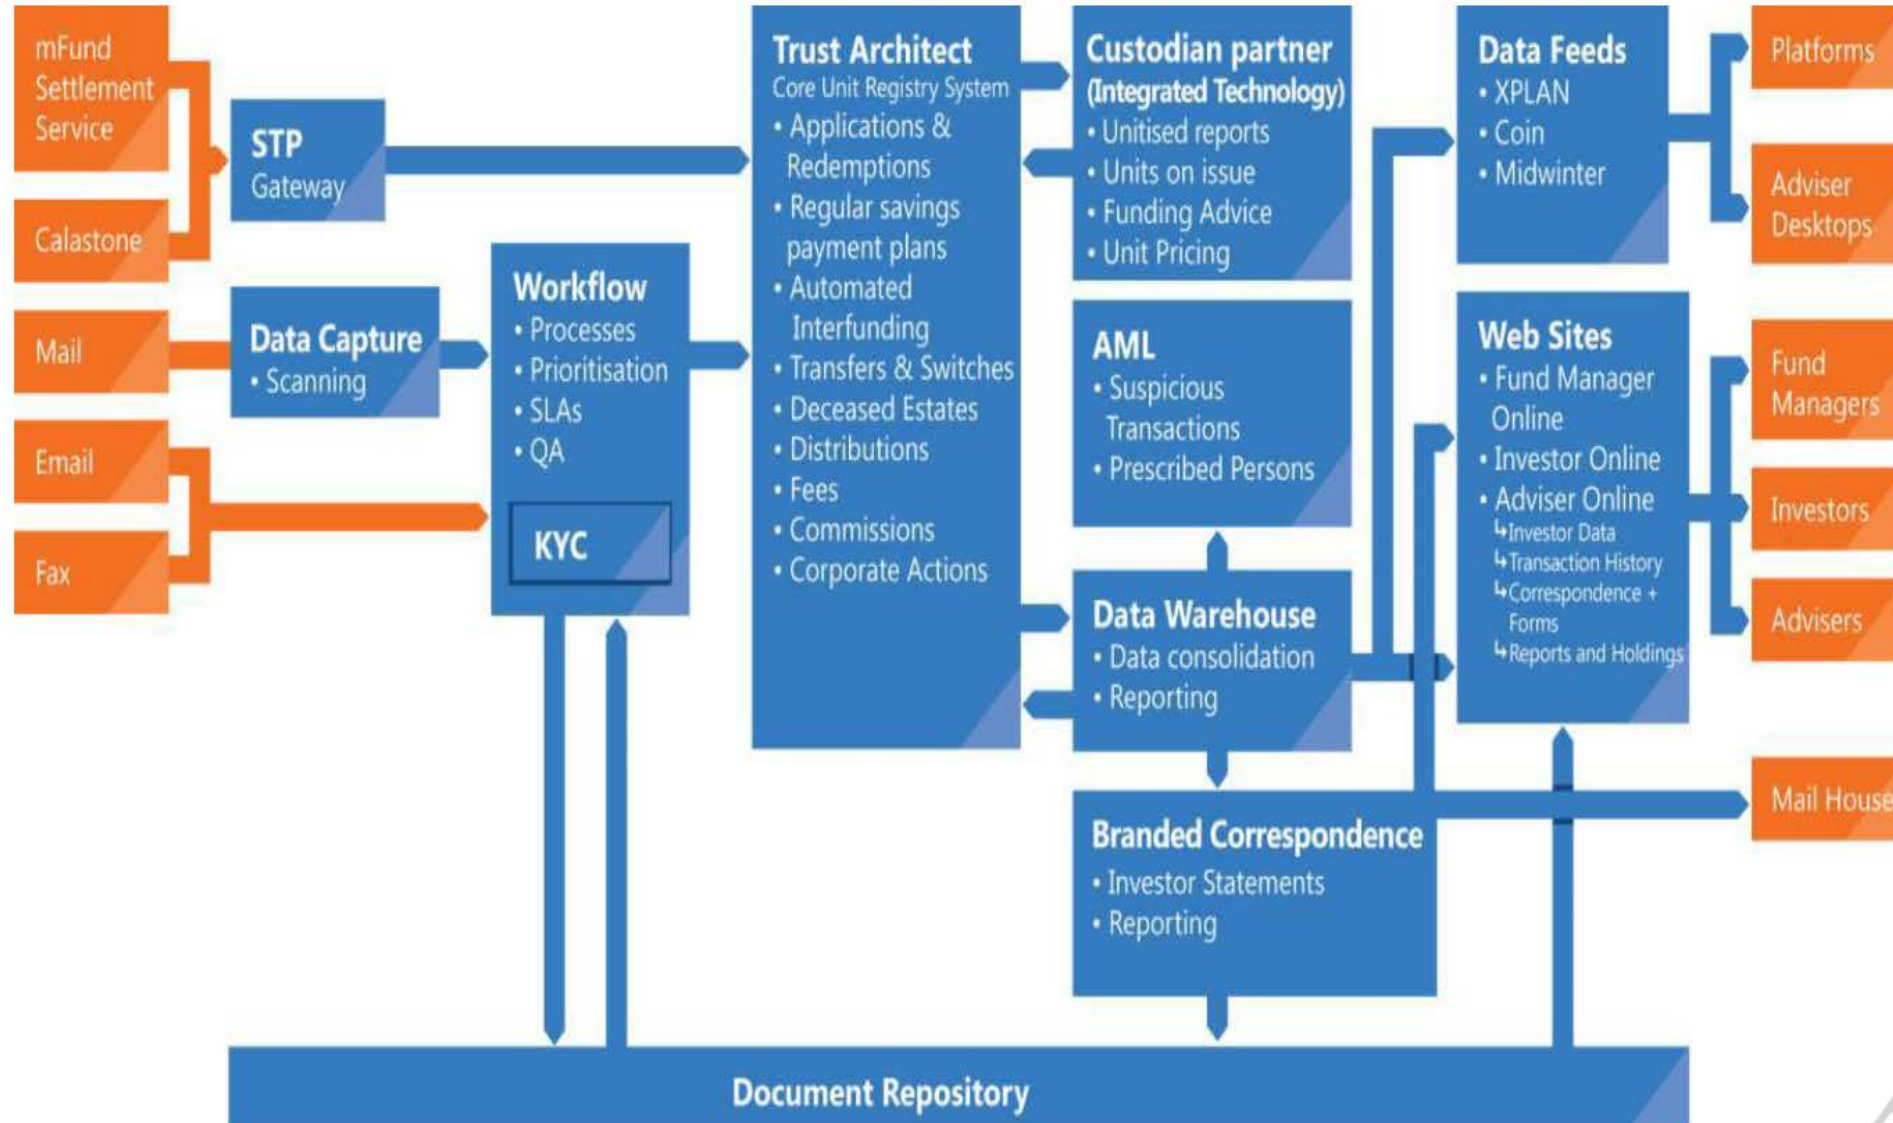 mFund
Settlement
Service
Calastone
Mail
Email
Fax
STP
Gateway
Data Capture
• Scanning
Workflow
• Processes
• Prioritisation
• SLAs
• QA
KYC
Trust Architect
Core Unit Registry System
• Applications &
Redemptions
• Regular savings
payment plans
• Automated
Interfunding
• Transfers & Switches
• Deceased Estates
• Distributions
• Fees
• Commissions
• Corporate Actions
Custodian partner
(Integrated Technology)
• Unitised reports
• Units on issue
• Funding Advice
• Unit Pricing
AML
• Suspicious
Transactions
• Prescribed Persons
Data Warehouse
• Data consolidation
• Reporting
Branded Correspondence
• Investor Statements
• Reporting
Data Feeds
• XPLAN
• Coin
• Midwinter
Web Sites
• Fund Manager
Online
• Investor Online
• Adviser Online
↳Investor Data
↳Transaction History
↳Correspondence +
Forms
↳Reports and Holdings
Platforms
Adviser
Desktops
Fund
Managers
Investors
Advisers
Mail House
Document Repository